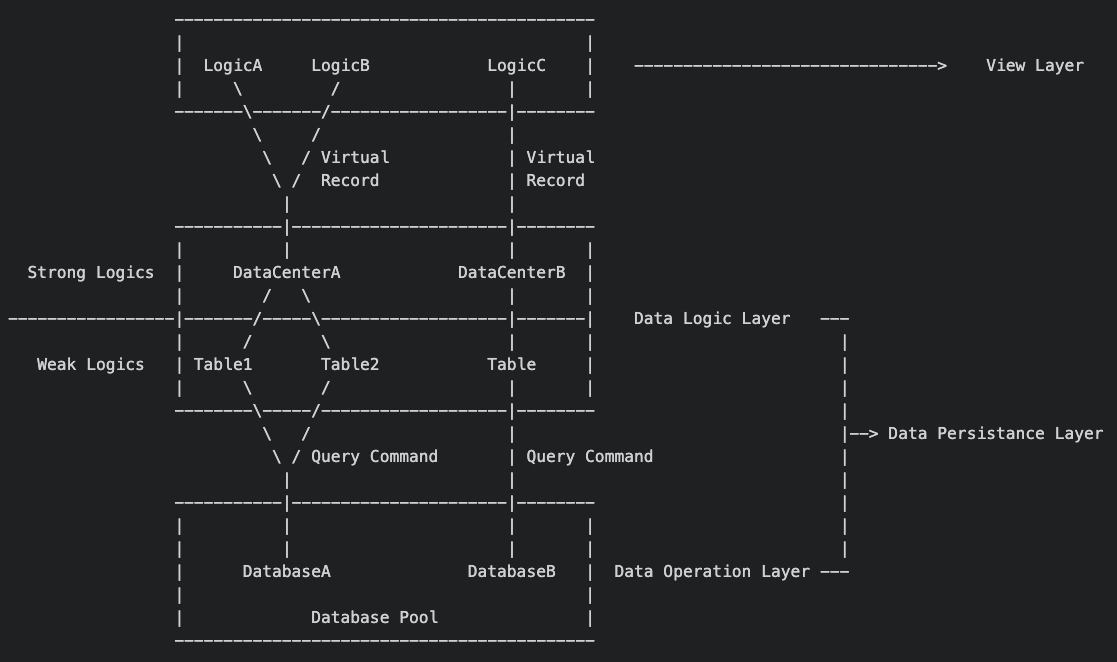 LogicA LogicB LogicC View Layer
Virtual Virtual
Record Record
Strong Logics DataCenterA DataCenterB
Data Logic Layer
Weak Logics Table1 Table2 Table
Data Persistance Layer
Query Command Query Command
DatabaseA DatabaseB Data Operation Layer
Database Pool